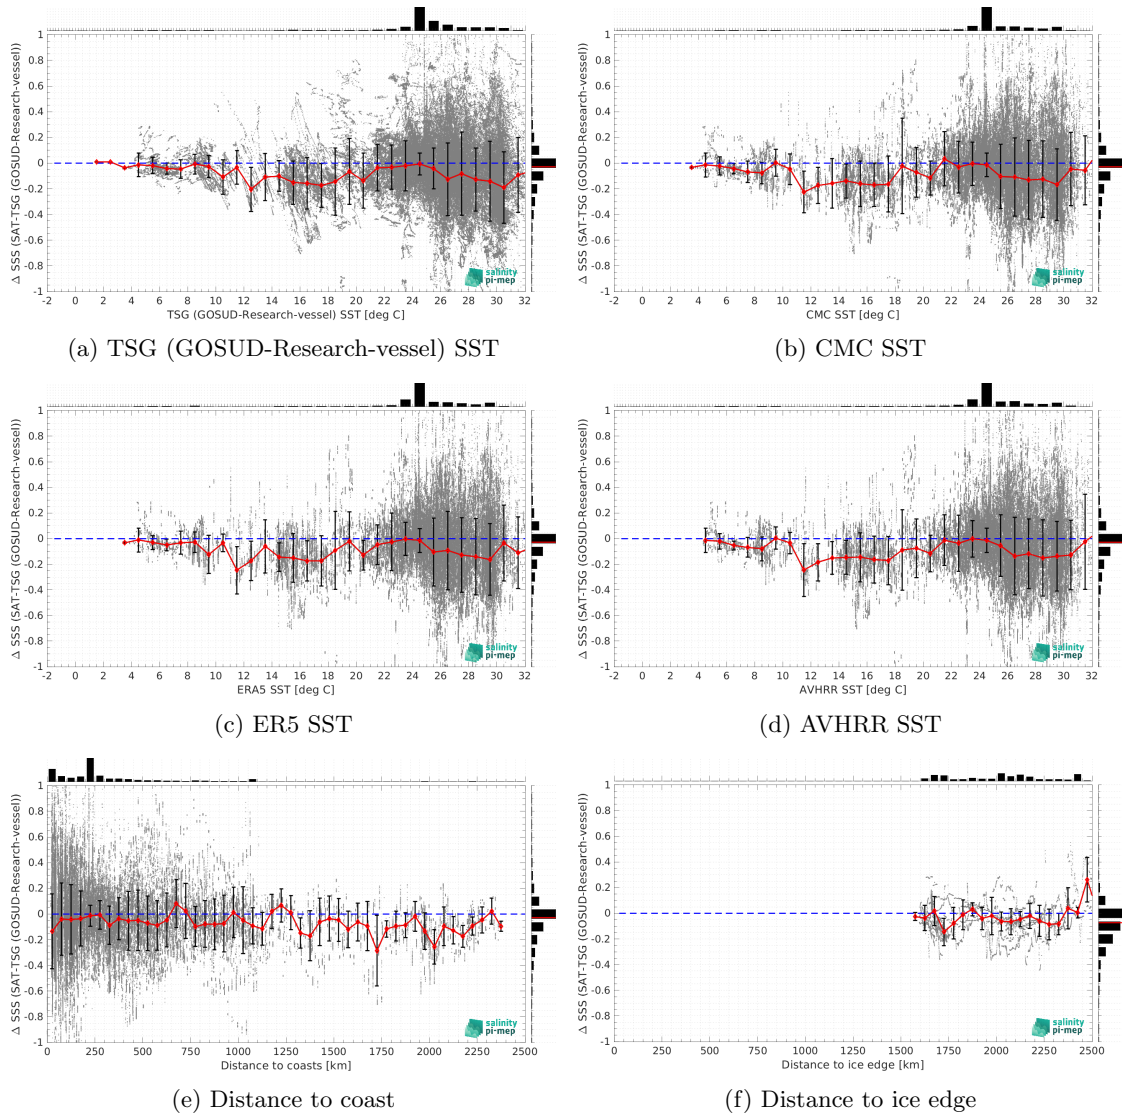 Δ SSS (SAT-TSG (GOSUD-Research-vessel))
1
0.8
0.6
0.4
0.2
0
-0.2
-0.4
-0.6
-0.8
-1
salinity
pi-mep
-2 0 2 4 6 8 10 12 14 16 18 20 22 24 26 28 30 32
TSG (GOSUD-Research-vessel) SST [deg C]
(a) TSG (GOSUD-Research-vessel) SST
Δ SSS (SAT-TSG (GOSUD-Research-vessel))
1
0.8
0.6
0.4
0.2
0
-0.2
-0.4
-0.6
-0.8
-1
salinity
pi-mep
-2 0 2 4 6 8 10 12 14 16 18 20 22 24 26 28 30 32
CMC SST [deg C]
(b) CMC SST
Δ SSS (SAT-TSG (GOSUD-Research-vessel))
1
0.8
0.6
0.4
0.2
0
-0.2
-0.4
-0.6
-0.8
-1
salinity
pi-mep
-2 0 2 4 6 8 10 12 14 16 18 20 22 24 26 28 30 32
ERA5 SST [deg C]
(c) ER5 SST
Δ SSS (SAT-TSG (GOSUD-Research-vessel))
1
0.8
0.6
0.4
0.2
0
-0.2
-0.4
-0.6
-0.8
-1
salinity
pi-mep
-2 0 2 4 6 8 10 12 14 16 18 20 22 24 26 28 30 32
AVHRR SST [deg C]
(d) AVHRR SST
Δ SSS (SAT-TSG (GOSUD-Research-vessel))
1
0.8
0.6
0.4
0.2
0
-0.2
-0.4
-0.6
-0.8
-1
salinity
pi-mep
0 250 500 750 1000 1250 1500 1750 2000 2250 2500
Distance to coasts [km]
(e) Distance to coast
Δ SSS (SAT-TSG (GOSUD-Research-vessel))
1
0.8
0.6
0.4
0.2
0
-0.2
-0.4
-0.6
-0.8
-1
salinity
pi-mep
0 250 500 750 1000 1250 1500 1750 2000 2250 2500
Distance to ice edge [km]
(f) Distance to ice edge